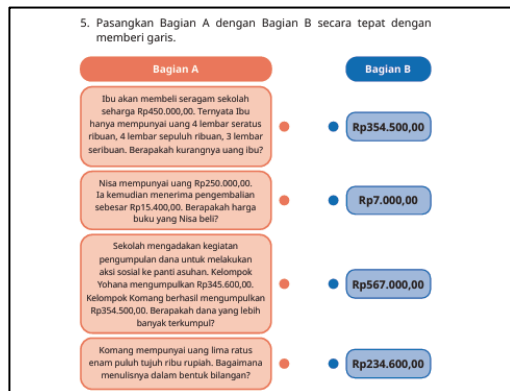 5. Pasangkan Bagian A dengan Bagian B secara tepat dengan
memberi garis.
Bagian A
Bagian B
Ibu akan membeli seragam sekolah
seharga Rp450.000,00. Ternyata Ibu
hanya mempunyai uang 4 lembar seratus
ribuan, 4 lembar sepuluh ribuan, 3 lembar
seribuan. Berapakah kurangnya uang ibu?
Rp354.500,00
Nisa mempunyai uang Rp250.000,00.
Ia kemudian menerima pengembalian
sebesar Rp15.400,00. Berapakah harga
buku yang Nisa beli?
Rp7.000,00
Sekolah mengadakan kegiatan
pengumpulan dana untuk melakukan
aksi sosial ke panti asuhan. Kelompok
Yohana mengumpulkan Rp345.600,00.
Kelompok Komang berhasil mengumpulkan
Rp354.500,00. Berapakah dana yang lebih
banyak terkumpul?
Rp567.000,00
Komang mempunyai uang lima ratus
enam puluh tujuh ribu rupiah. Bagaimana
menulisnya dalam bentuk bilangan?
Rp234.600,00